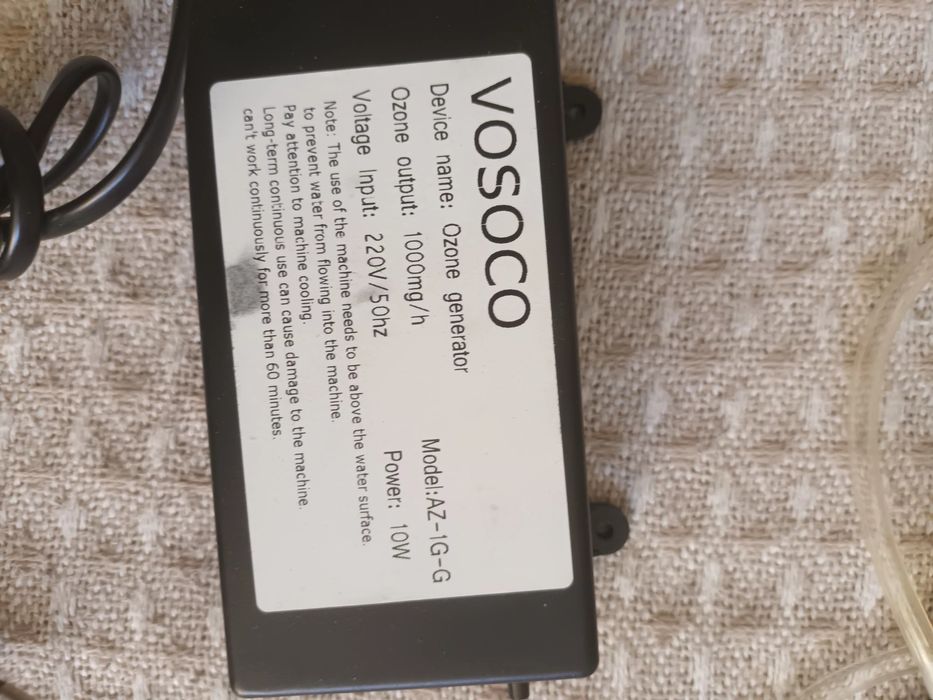 VOSOCO
Device name: Ozone generator Model:AZ-1G-G
Ozone output: 1000mg/h Power: 10W
Voltage Input: 220V/50hz
Note: The use of the machine needs to be above the water surface.
to prevent water from flowing into the machine.
Pay attention to machine cooling.
Long-term continuous use can cause damage to the machine.
can't work continuously for more than 60 minutes.